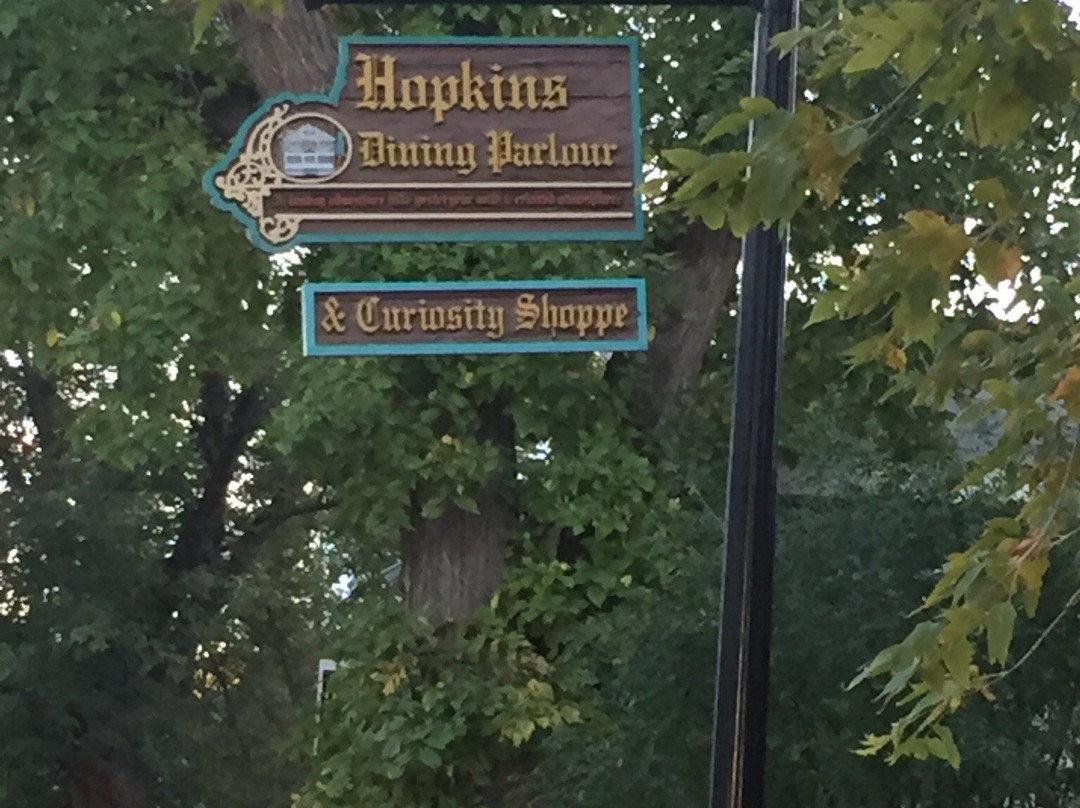 Hopkins
Dining Parlour
& Curiosity Shoppe